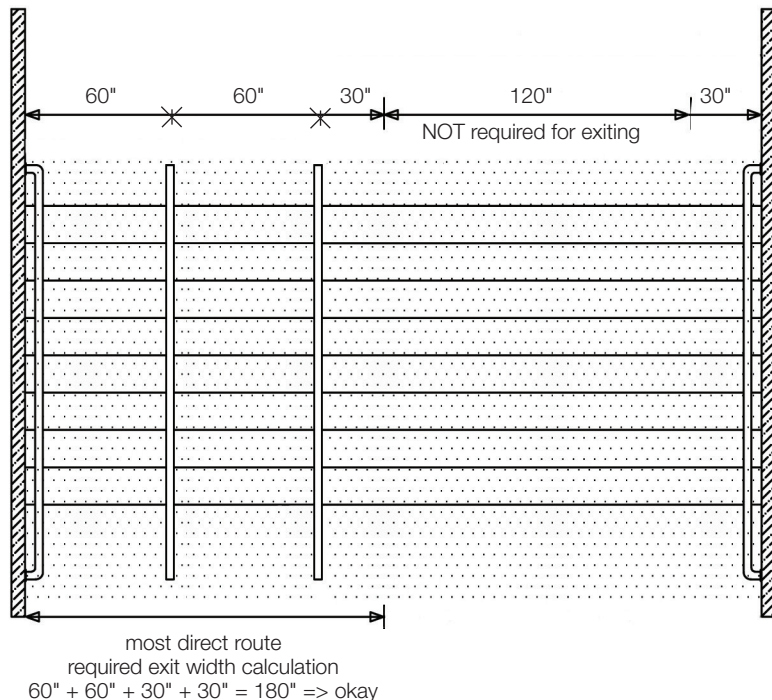 60" 60" 30" 120" 30"
NOT required for exiting
most direct route
required exit width calculation
60" + 60" + 30" + 30" = 180" => okay